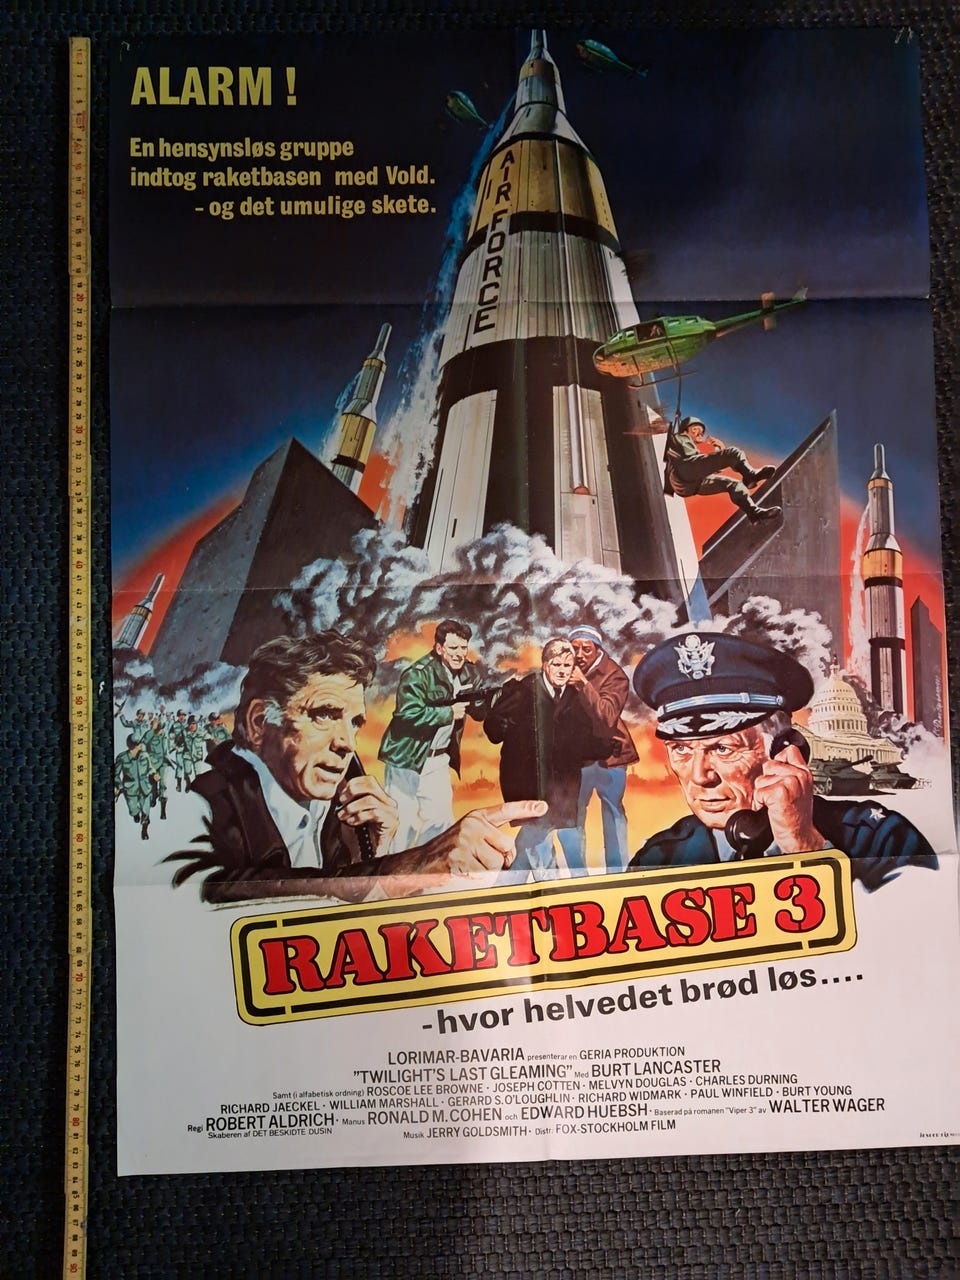 ALARM !
En hensynsløs gruppe
indtog raketbasen med Vold.
- og det umulige skete.
AIR FORCE
RAKETBASE 3
- hvor helvedet brød løs....
LORIMAR-BAVARIA presenterar en GERIA PRODUKTION
"TWILIGHT'S LAST GLEAMING" Med BURT LANCASTER
Samt (i alfabetisk ordning) ROSCOE LEE BROWNE · JOSEPH COTTEN · MELVYN DOUGLAS · CHARLES DURNING
RICHARD JAECKEL · WILLIAM MARSHALL · GERARD S. O'LOUGHLIN · RICHARD WIDMARK · PAUL WINFIELD · BURT YOUNG
Regi ROBERT ALDRICH · Manus RONALD M. COHEN och EDWARD HUEBSH · Baserad på romanen "Viper 3" av WALTER WAGER
Skaberen af DET BESKIDTE DUSIN
Musik JERRY GOLDSMITH · Distr: FOX-STOCKHOLM FILM